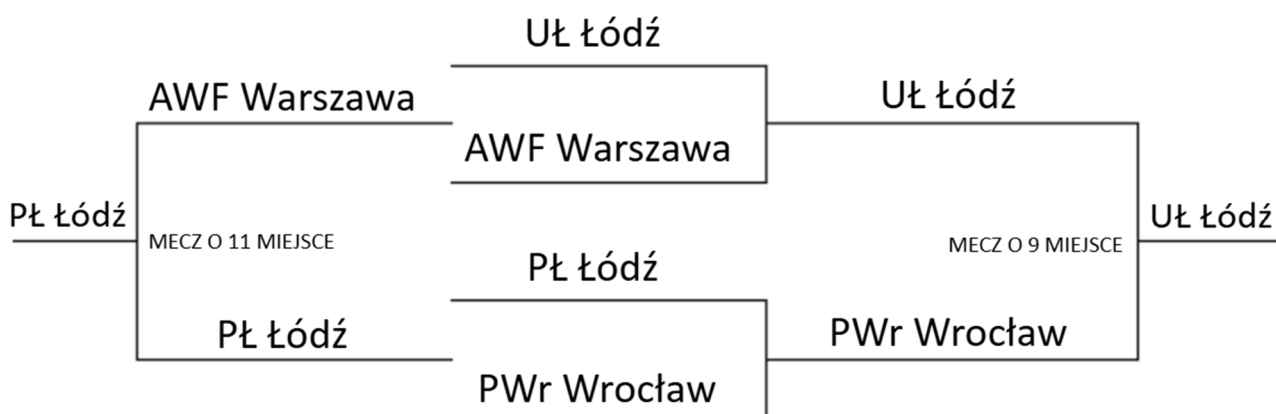 UŁ Łódź
AWF Warszawa
UŁ Łódź
AWF Warszawa
PŁ Łódź
MECZ O 11 MIEJSCE
MECZ O 9 MIEJSCE
UŁ Łódź
PŁ Łódź
PŁ Łódź
PWr Wrocław
PWr Wrocław